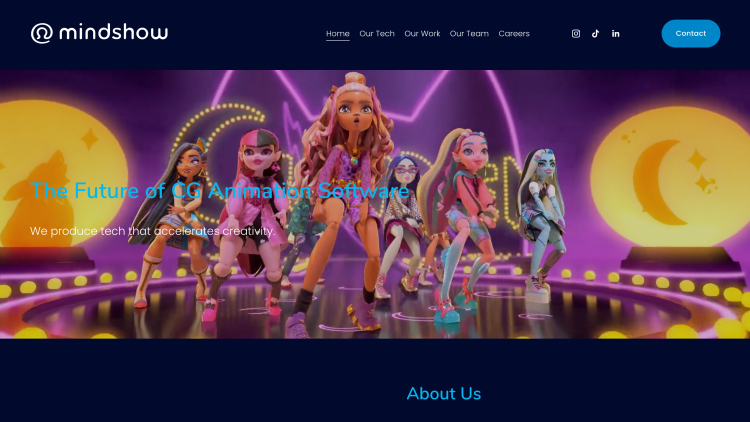 mindshow
Home Our Tech Our Work Our Team Careers
Contact
The Future of CG Animation Software
We produce tech that accelerates creativity.
About Us